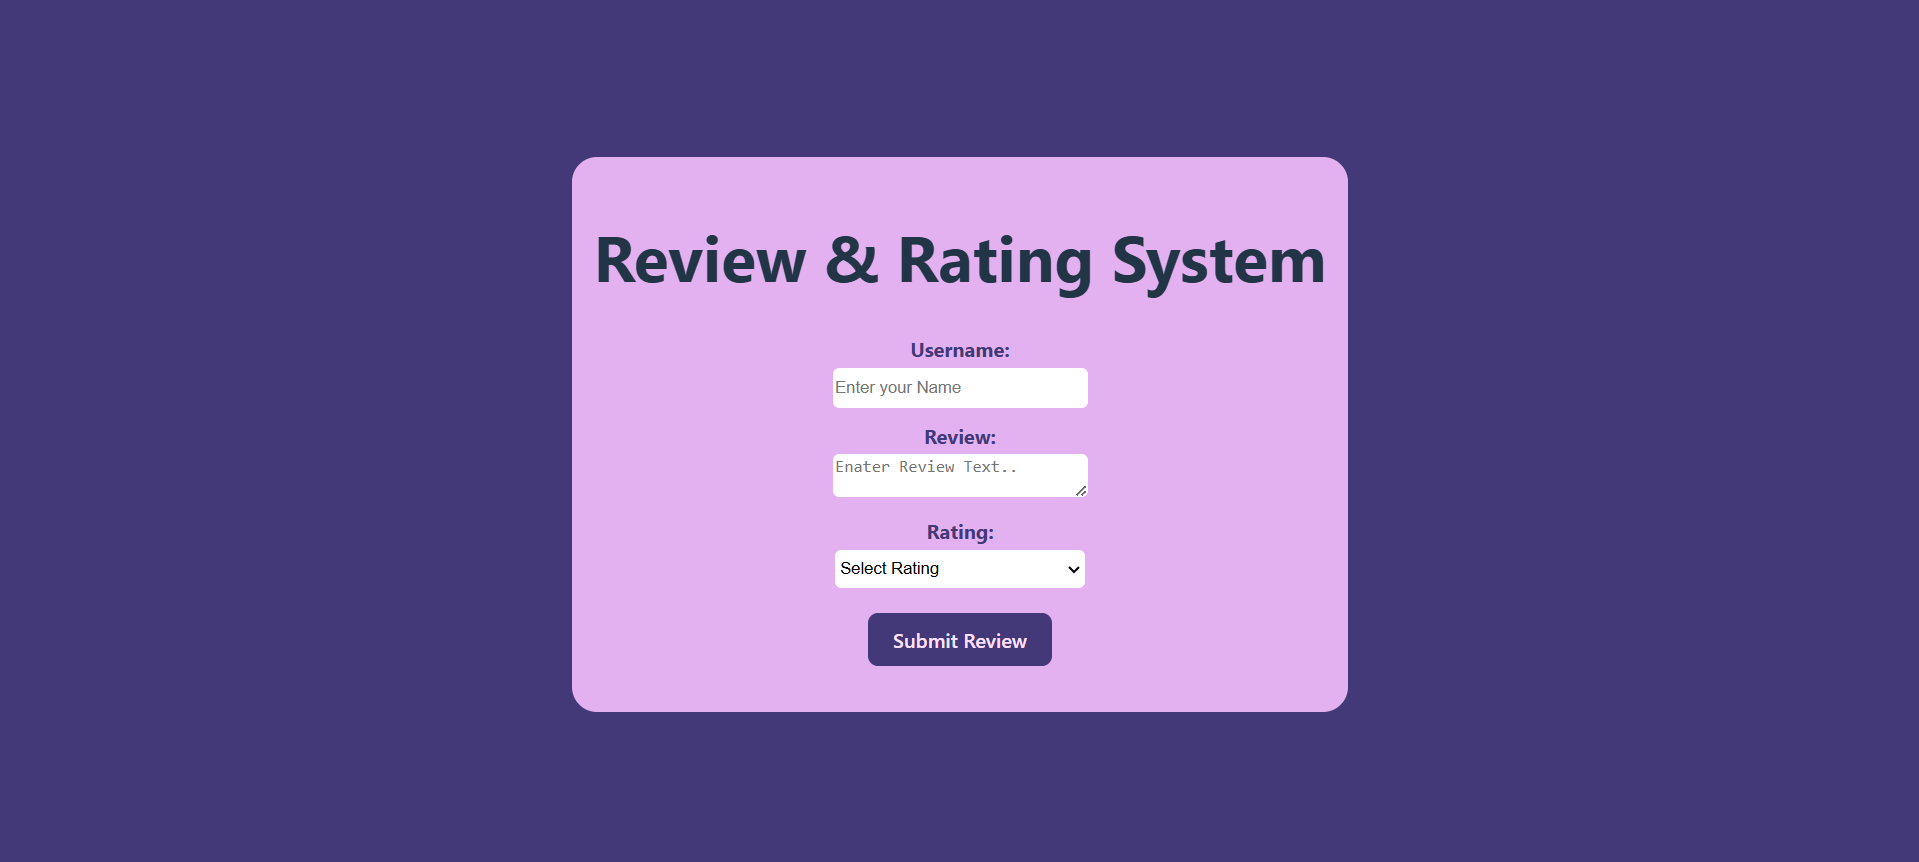 Review & Rating System
Username:
Enter your Name
Review:
Enater Review Text..
Rating:
Select Rating
Submit Review